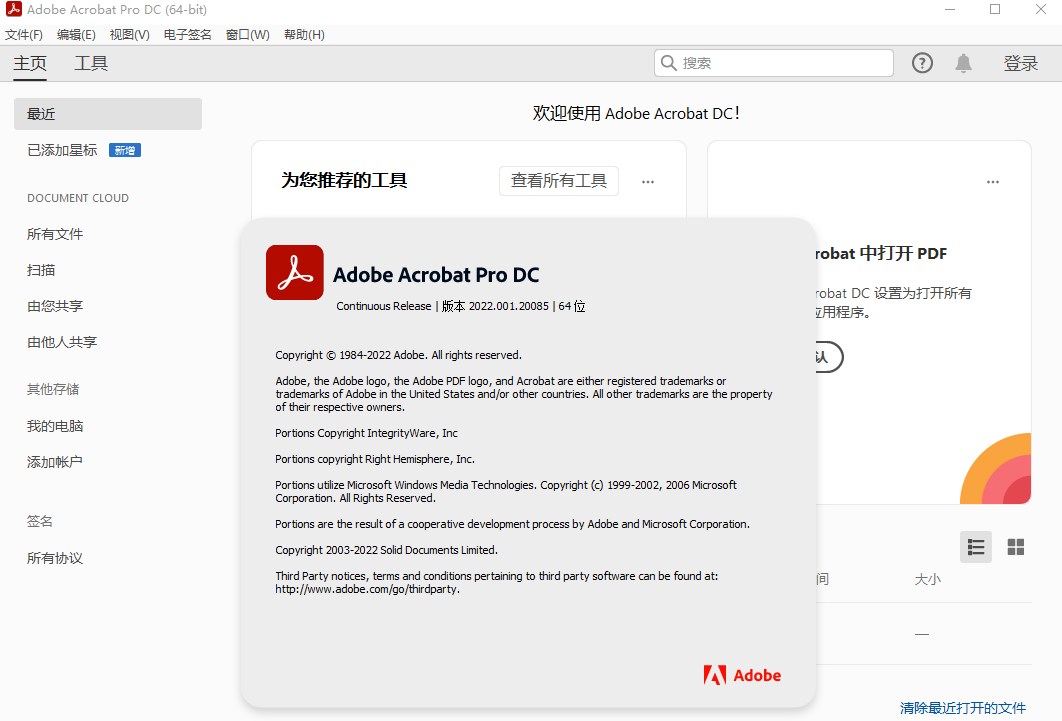 Adobe Acrobat Pro DC (64-bit)
文件(F) 编辑(E) 视图(V) 电子签名 窗口(W) 帮助(H)
主页 工具 搜索 ? 登录
最近
已添加星标 新增
DOCUMENT CLOUD
所有文件
扫描
由您共享
由他人共享
其他存储
我的电脑
添加帐户
签名
所有协议
欢迎使用 Adobe Acrobat DC！
为您推荐的工具 查看所有工具 ...
...
robat 中打开 PDF
robat DC 设置为打开所有
应用程序。
认
Adobe Acrobat Pro DC
Continuous Release | 版本 2022.001.20085 | 64 位
Copyright © 1984-2022 Adobe. All rights reserved.
Adobe, the Adobe logo, the Adobe PDF logo, and Acrobat are either registered trademarks or
trademarks of Adobe in the United States and/or other countries. All other trademarks are the property
of their respective owners.
Portions Copyright IntegrityWare, Inc
Portions copyright Right Hemisphere, Inc.
Portions utilize Microsoft Windows Media Technologies. Copyright (c) 1999-2002, 2006 Microsoft
Corporation. All Rights Reserved.
Portions are the result of a cooperative development process by Adobe and Microsoft Corporation.
Copyright 2003-2022 Solid Documents Limited.
Third Party notices, terms and conditions pertaining to third party software can be found at:
http://www.adobe.com/go/thirdparty.
Adobe
间 大小
—
清除最近打开的文件